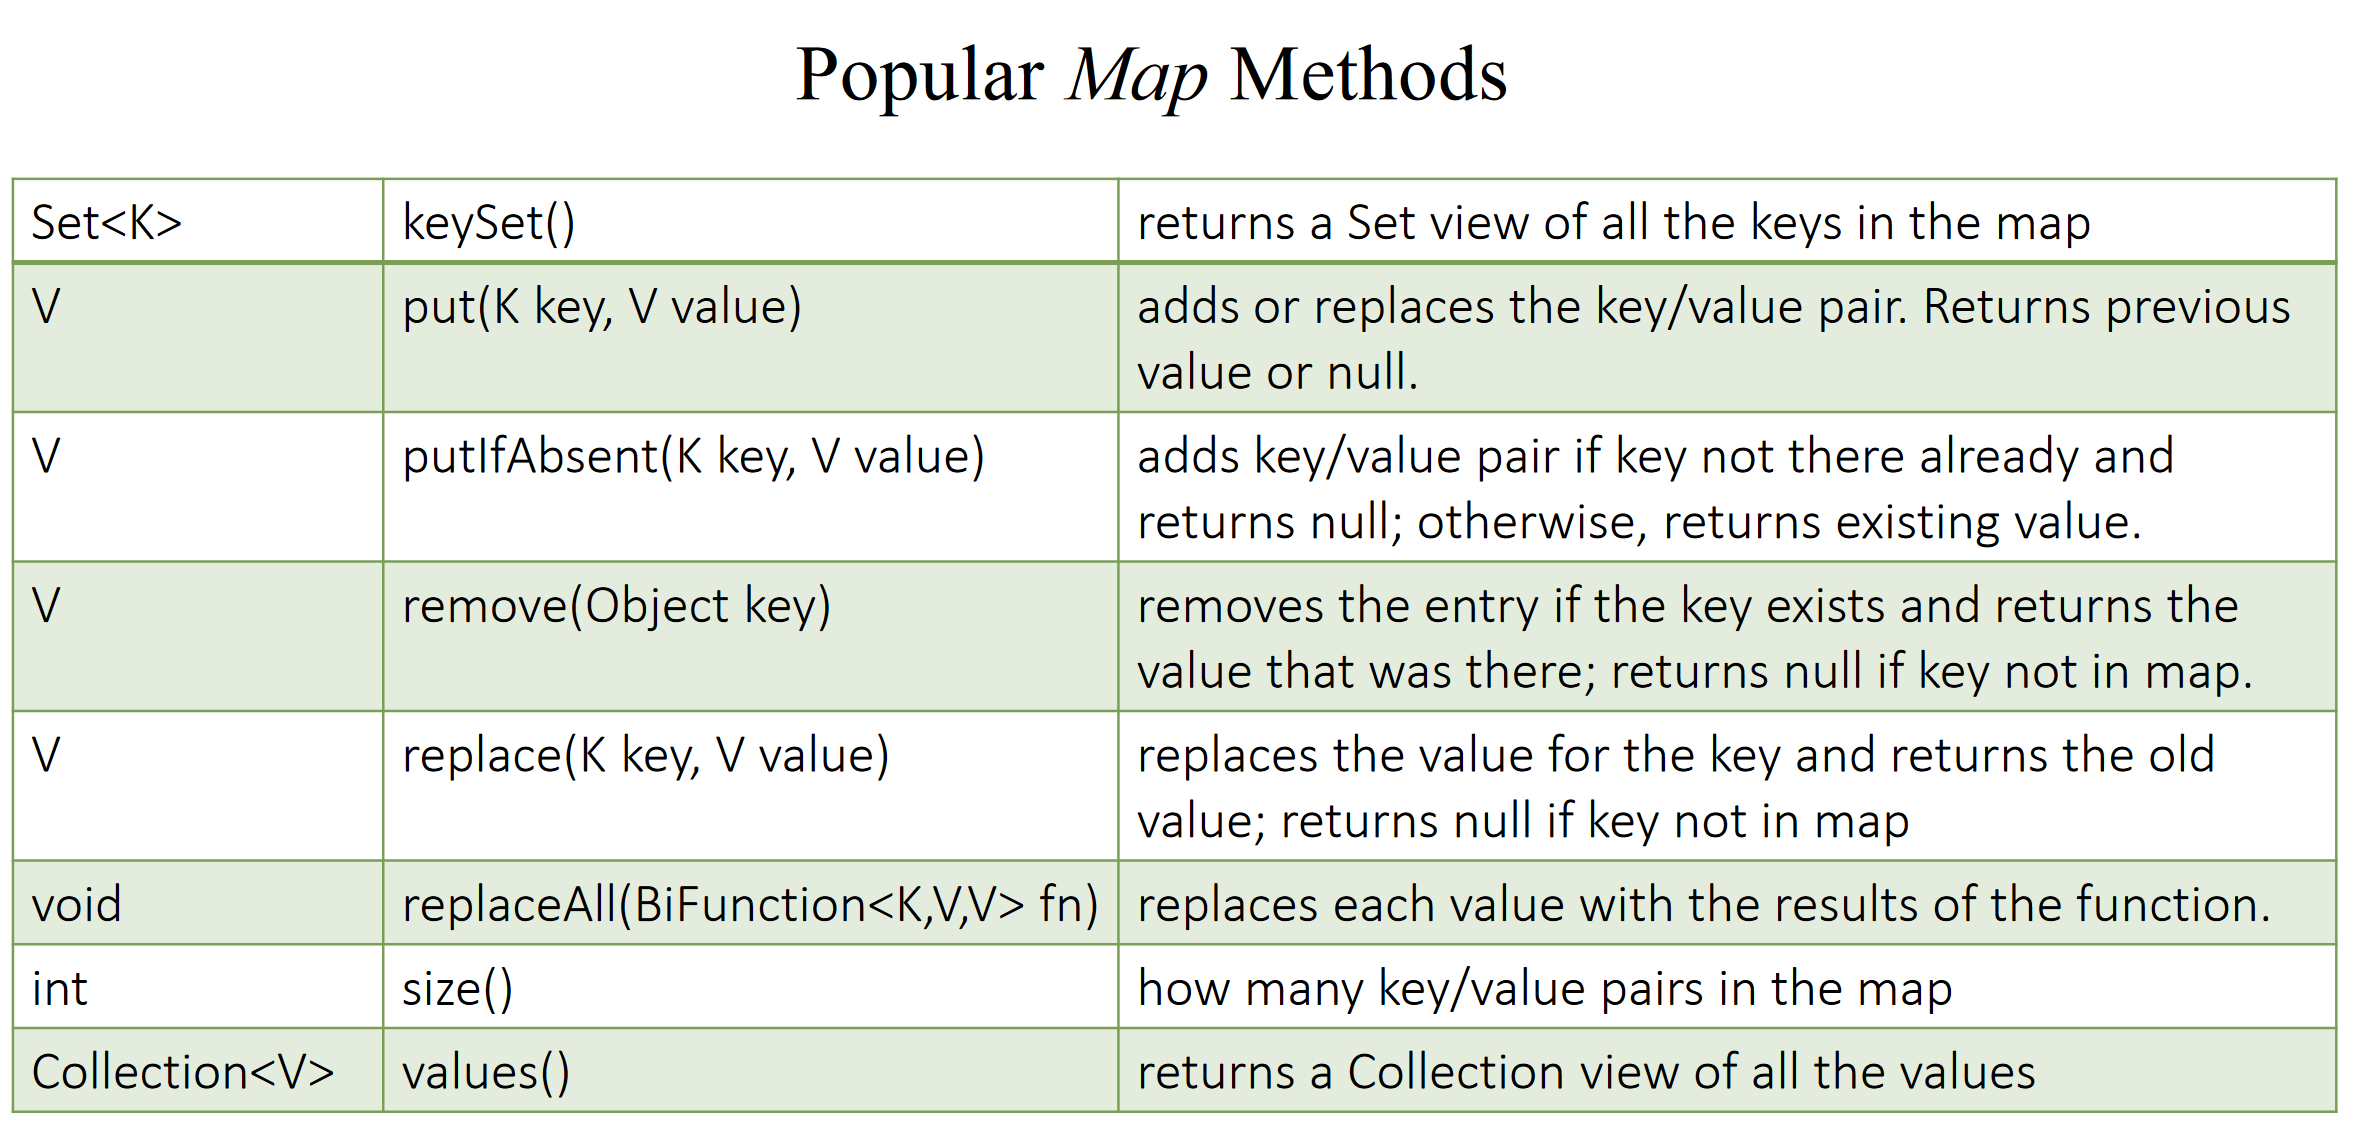 Popular Map Methods
Set<K> keySet() returns a Set view of all the keys in the map
V put(K key, V value) adds or replaces the key/value pair. Returns previous
value or null.
V putIfAbsent(K key, V value) adds key/value pair if key not there already and
returns null; otherwise, returns existing value.
V remove(Object key) removes the entry if the key exists and returns the
value that was there; returns null if key not in map.
V replace(K key, V value) replaces the value for the key and returns the old
value; returns null if key not in map
void replaceAll(BiFunction<K,V,V> fn) replaces each value with the results of the function.
int size() how many key/value pairs in the map
Collection<V> values() returns a Collection view of all the values